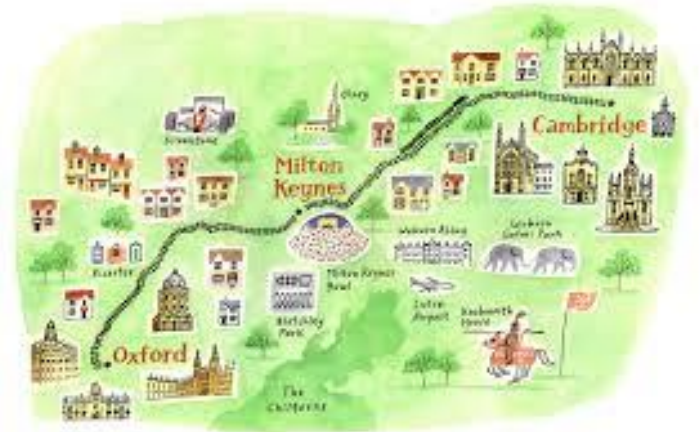 Olney
Silverstone
Cambridge
Milton
Keynes
Woburn Abbey
Woburn
Safari Park
Bicester
Milton Keynes
Bowl
Luton
Airport
Knebworth
House
Bletchley
Park
Oxford
The
Chilterns